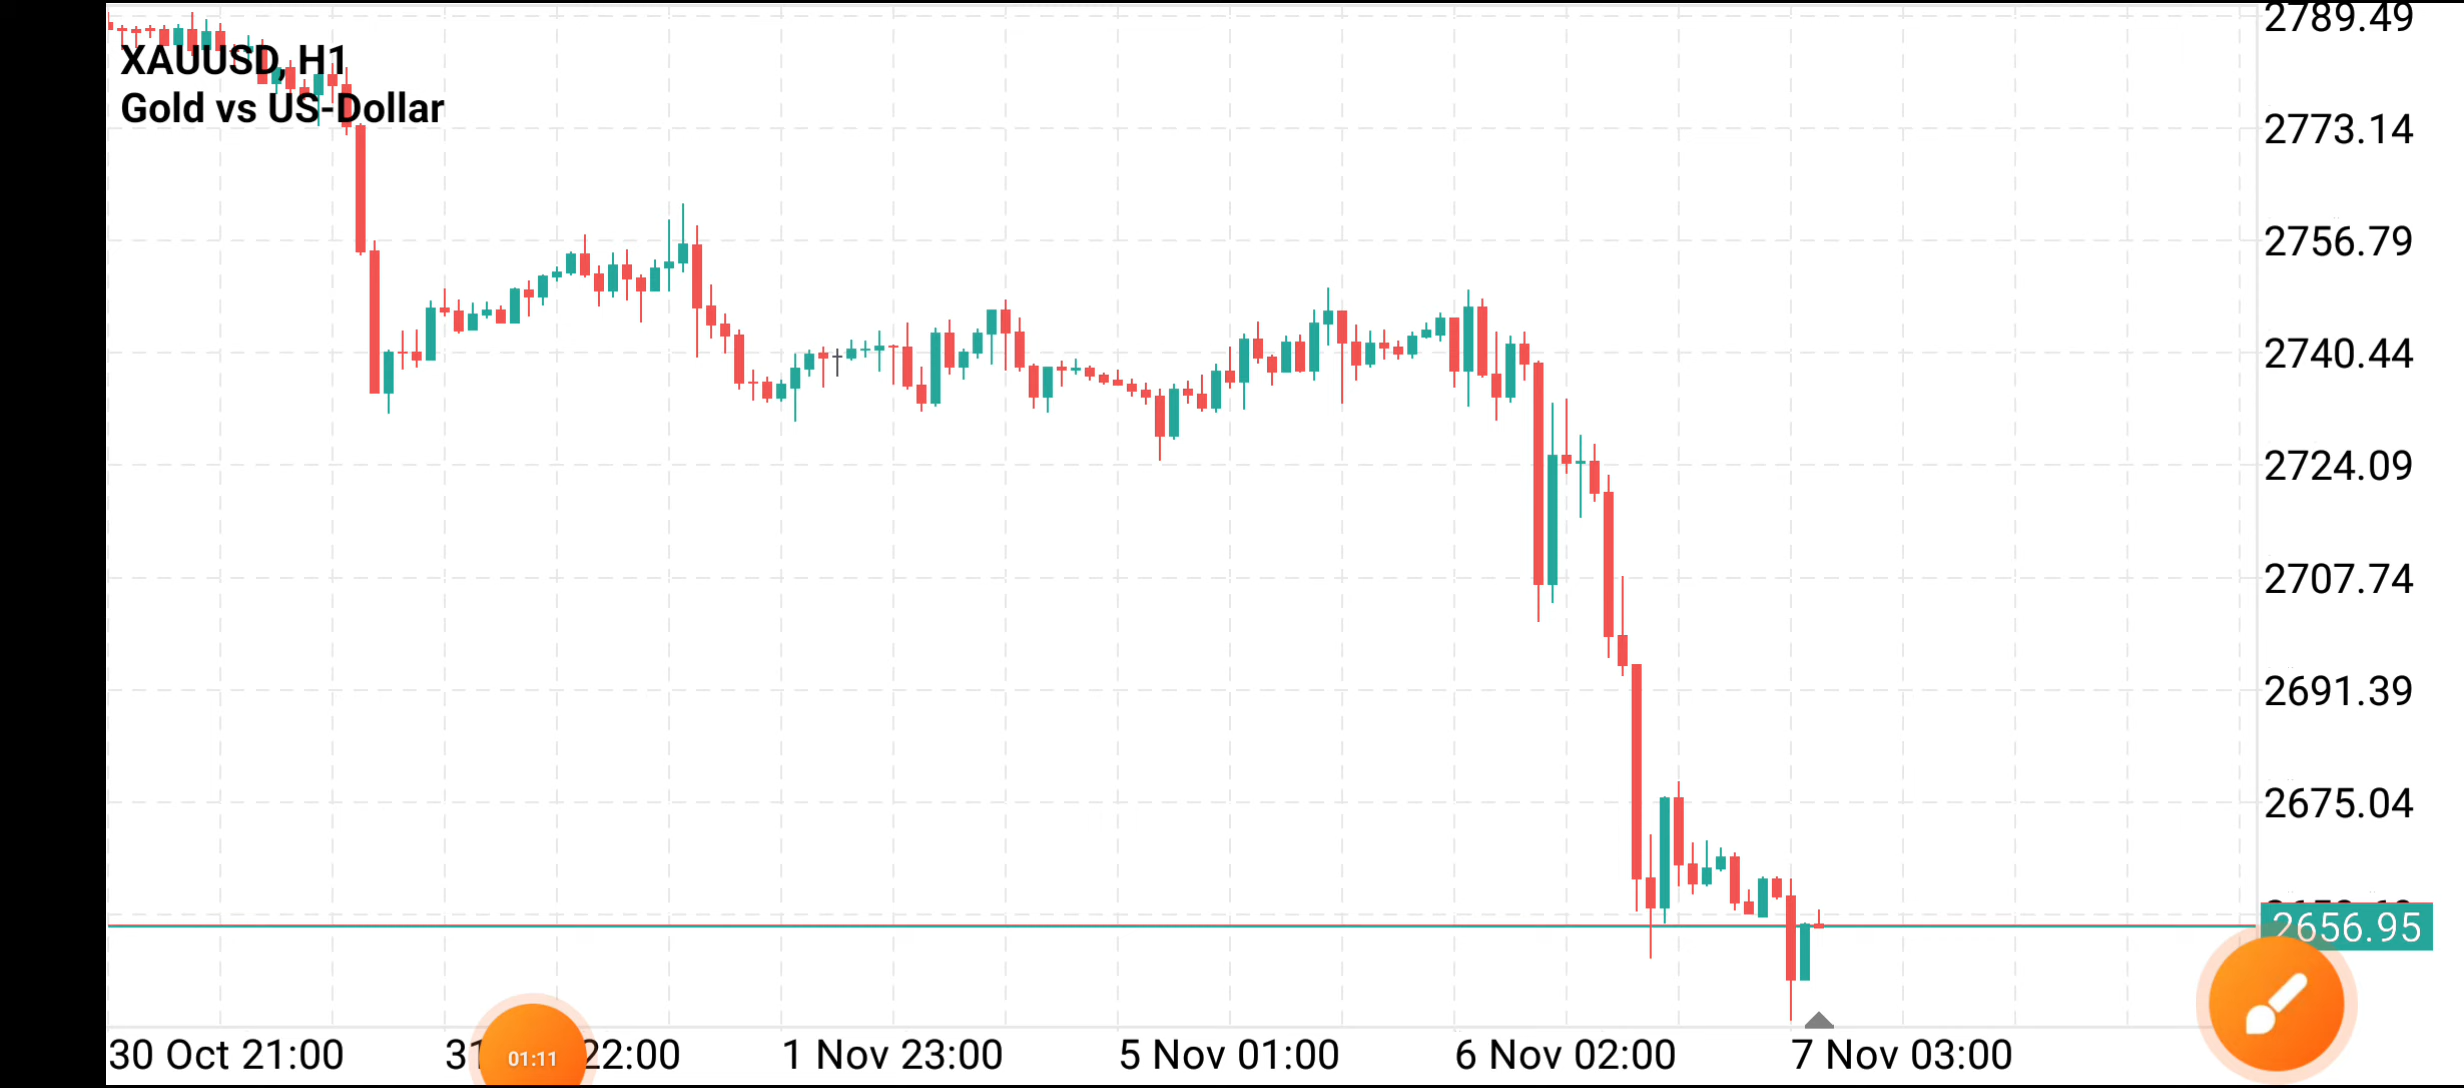 XAUUSD, H1
Gold vs US-Dollar
2789.49
2773.14
2756.79
2740.44
2724.09
2707.74
2691.39
2675.04
2656.95
30 Oct 21:00
31
22:00
1 Nov 23:00
5 Nov 01:00
6 Nov 02:00
7 Nov 03:00
01:11